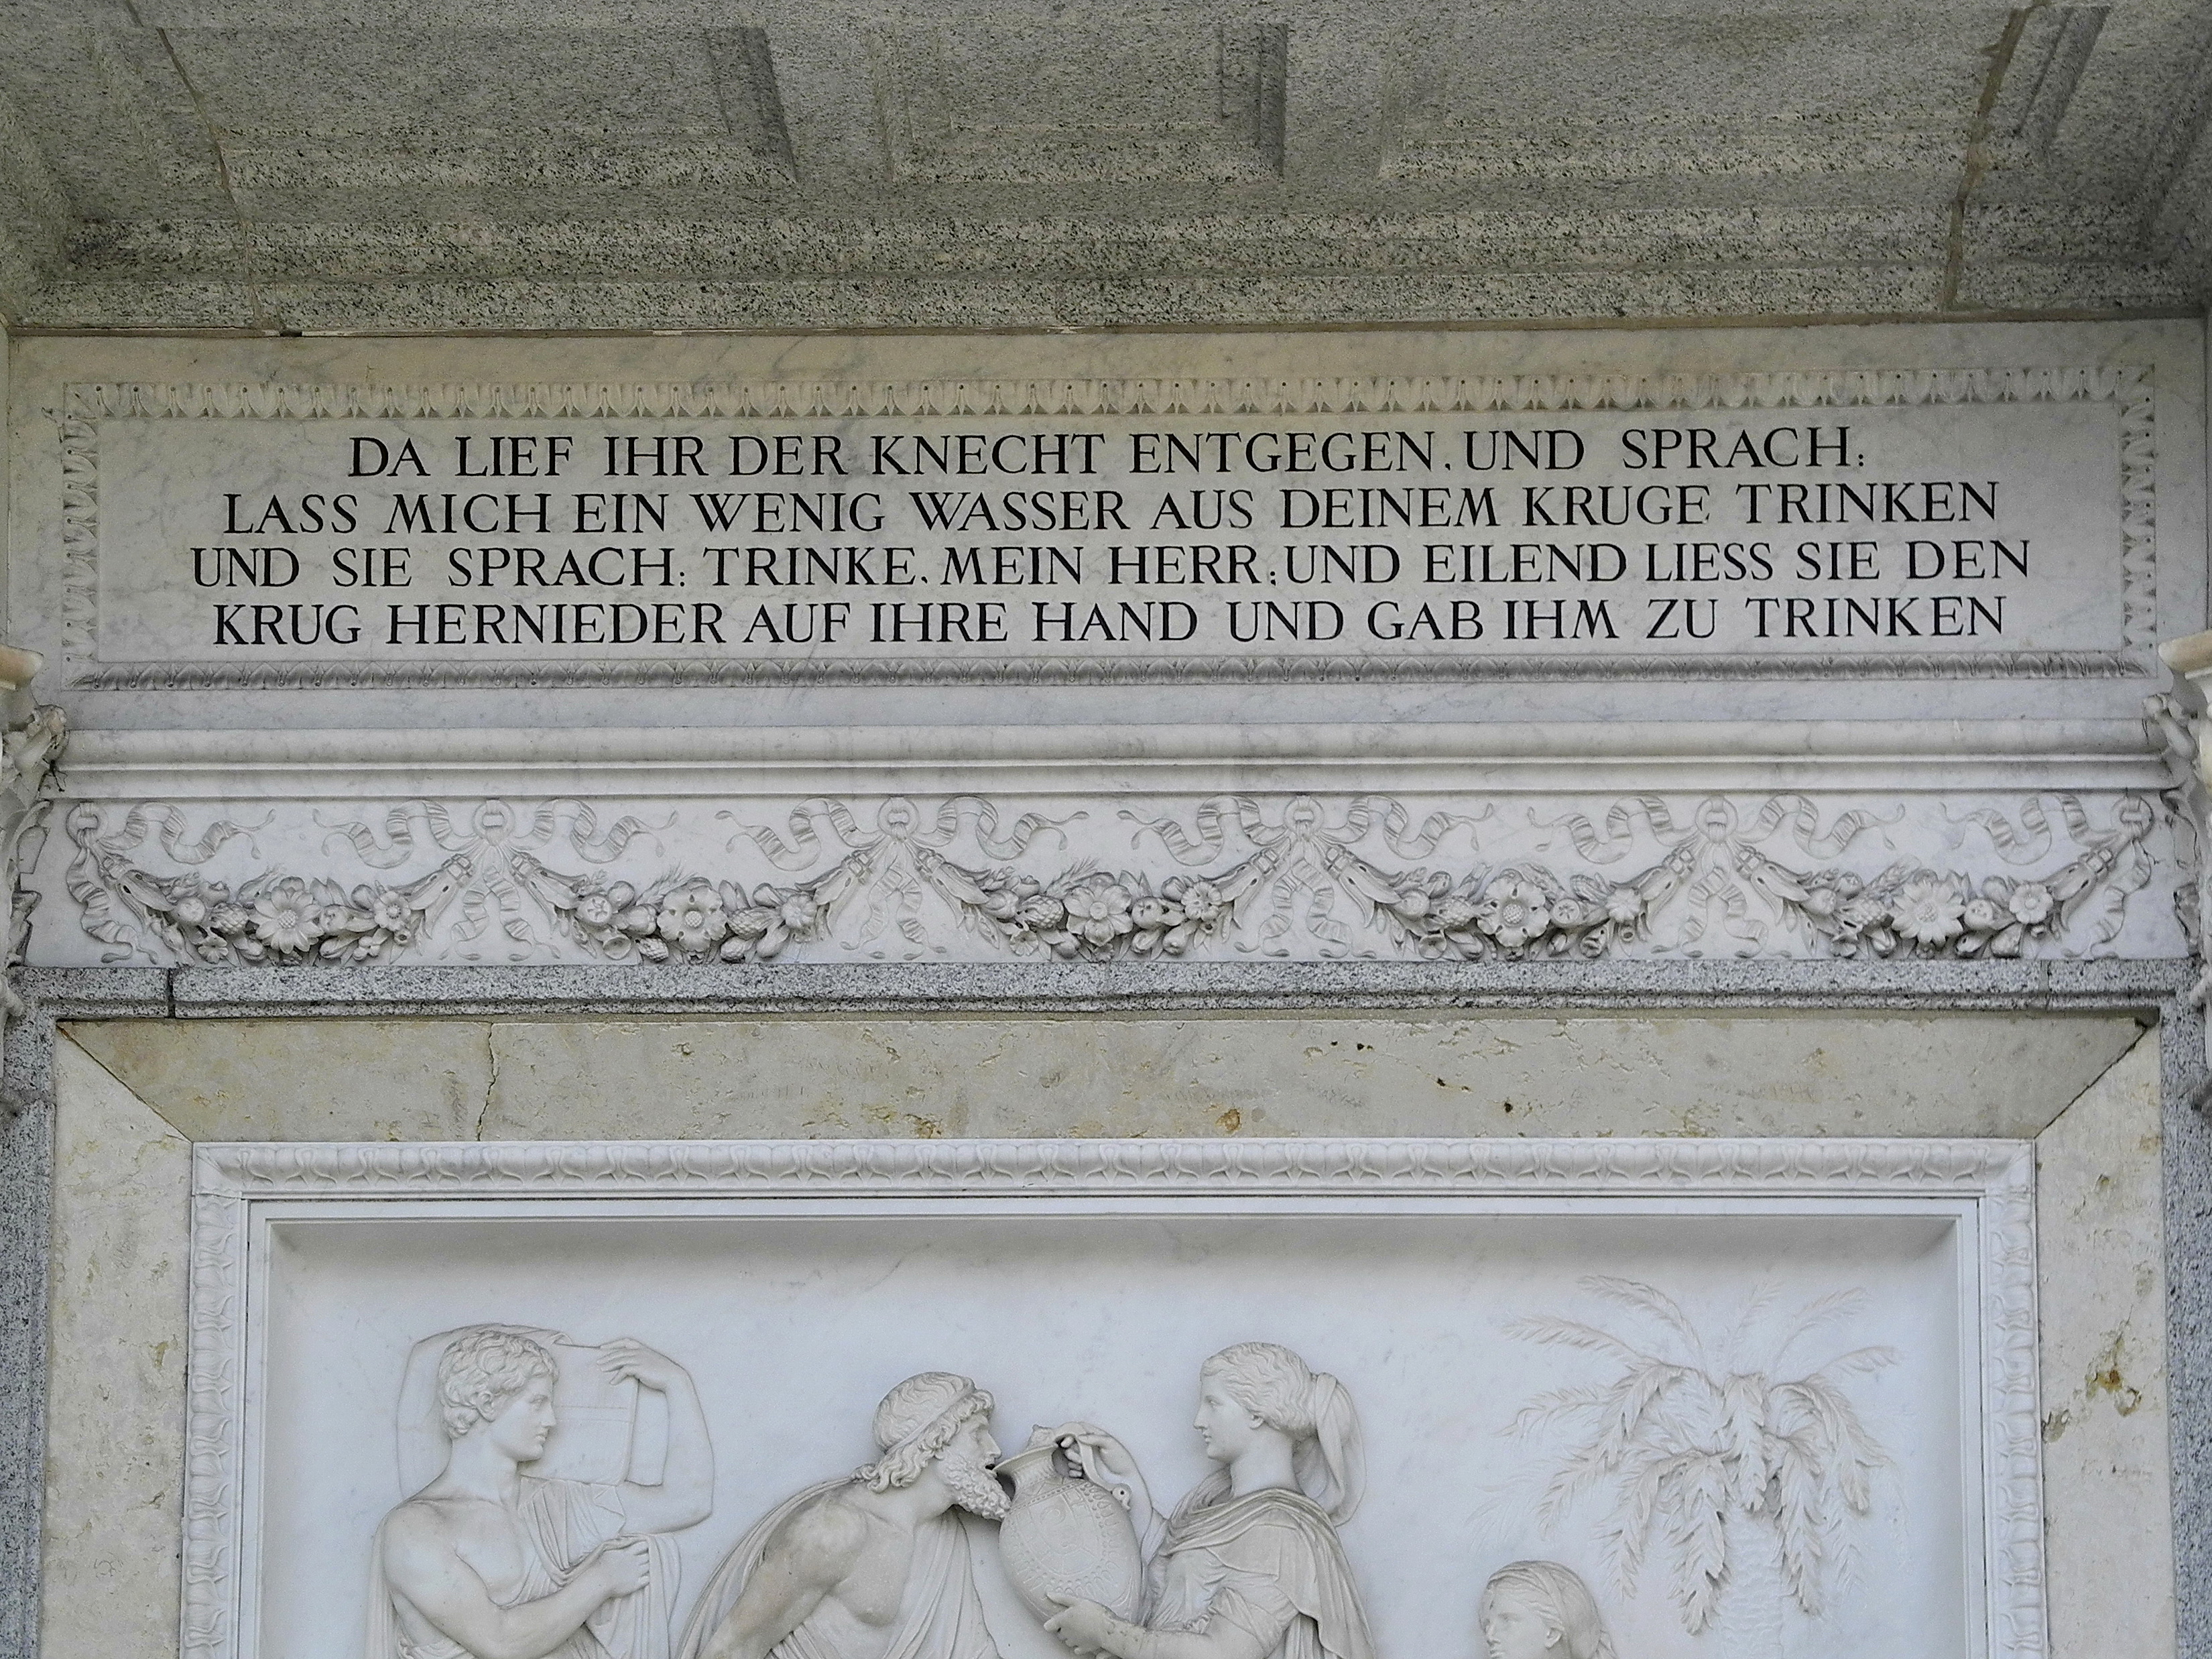 DA LIEF IHR DER KNECHT ENTGEGEN, UND SPRACH:
LASS MICH EIN WENIG WASSER AUS DEINEM KRUGE TRINKEN
UND SIE SPRACH: TRINKE, MEIN HERR; UND EILEND LIESS SIE DEN
KRUG HERNIEDER AUF IHRE HAND UND GAB IHM ZU TRINKEN